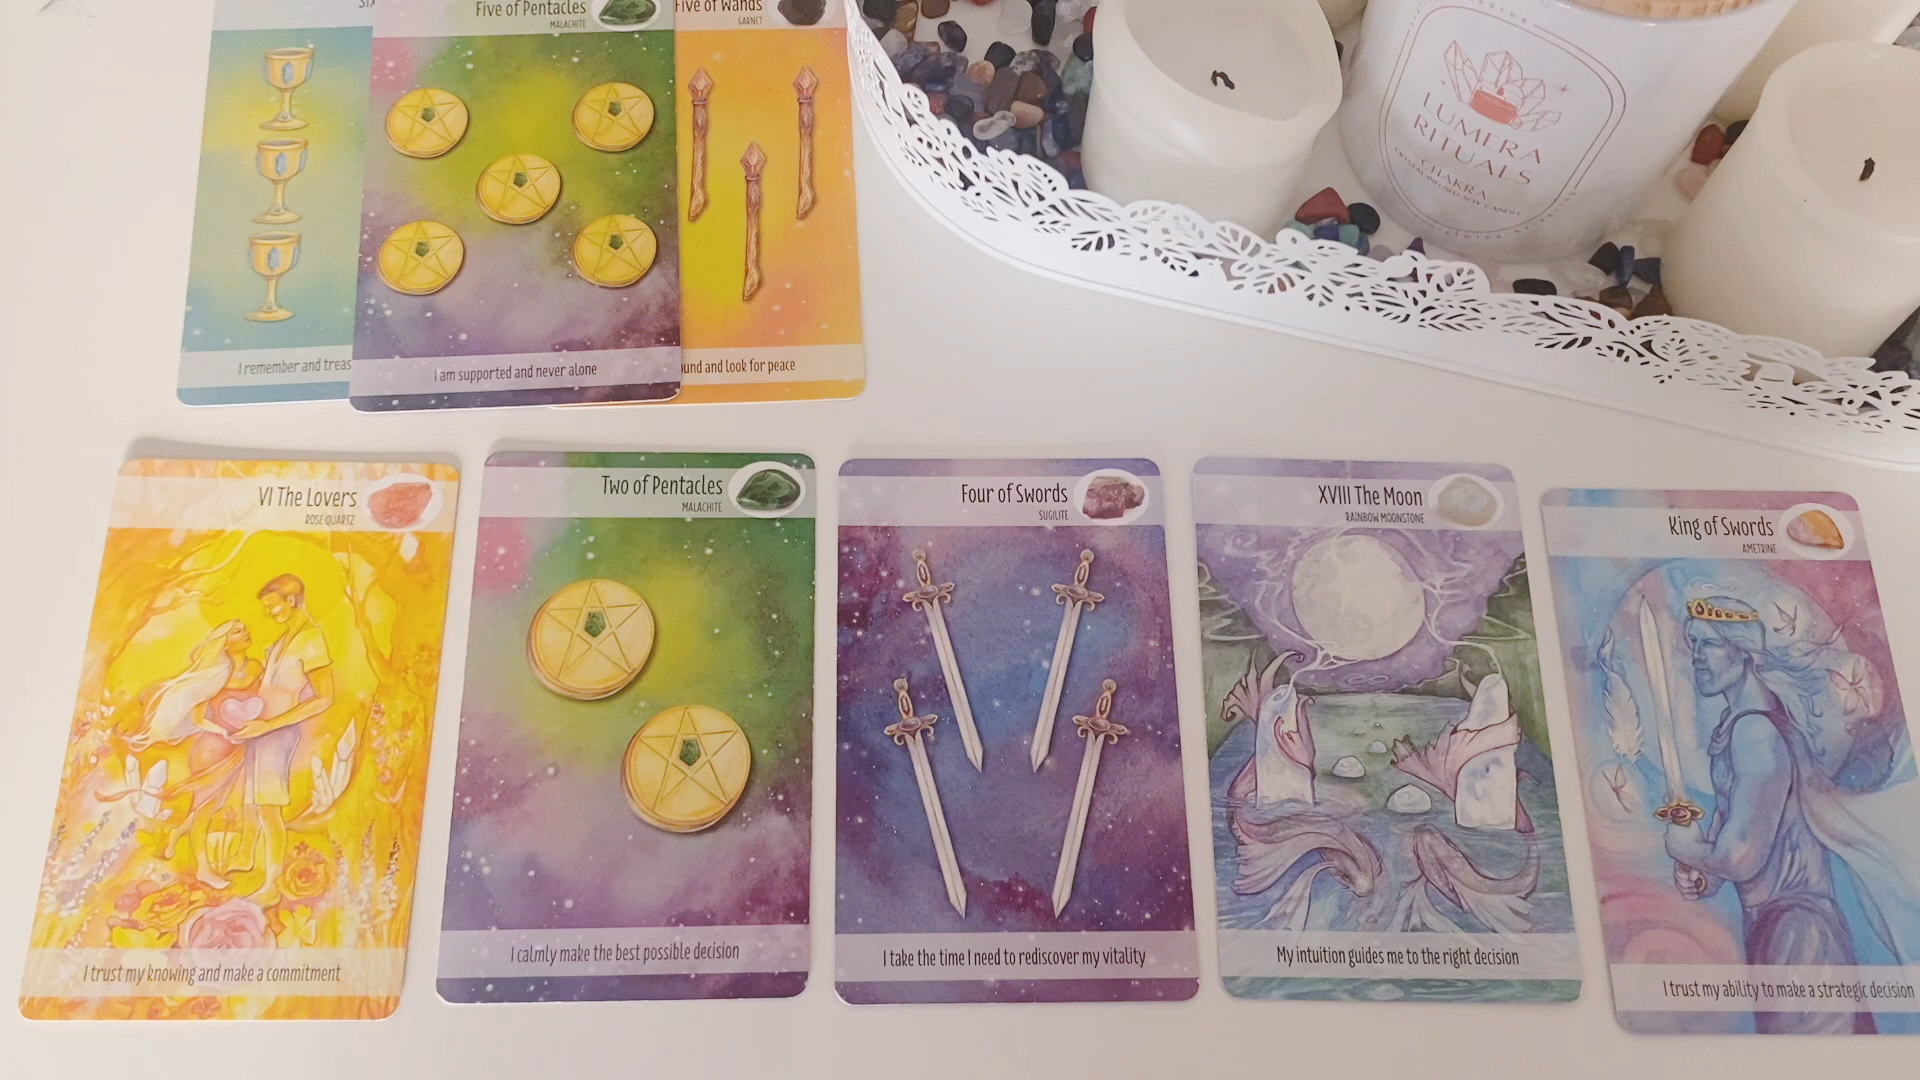 Five of Pentacles
MALACHITE
Five of Wands
GARNET
I remember and
I am supported and never alone
and look for peace
LUMERA
RITUALS
CHAKRA
CRYSTAL INFUSED SOY CANDLE
VI The Lovers
ROSE QUARTZ
I trust my knowing and make a commitment
Two of Pentacles
MALACHITE
I calmly make the best possible decision
Four of Swords
SUGILITE
I take the time I need to rediscover my vitality
XVIII The Moon
RAINBOW MOONSTONE
My intuition guides me to the right decision
King of Swords
AMETRINE
I trust my ability to make a strategic decision